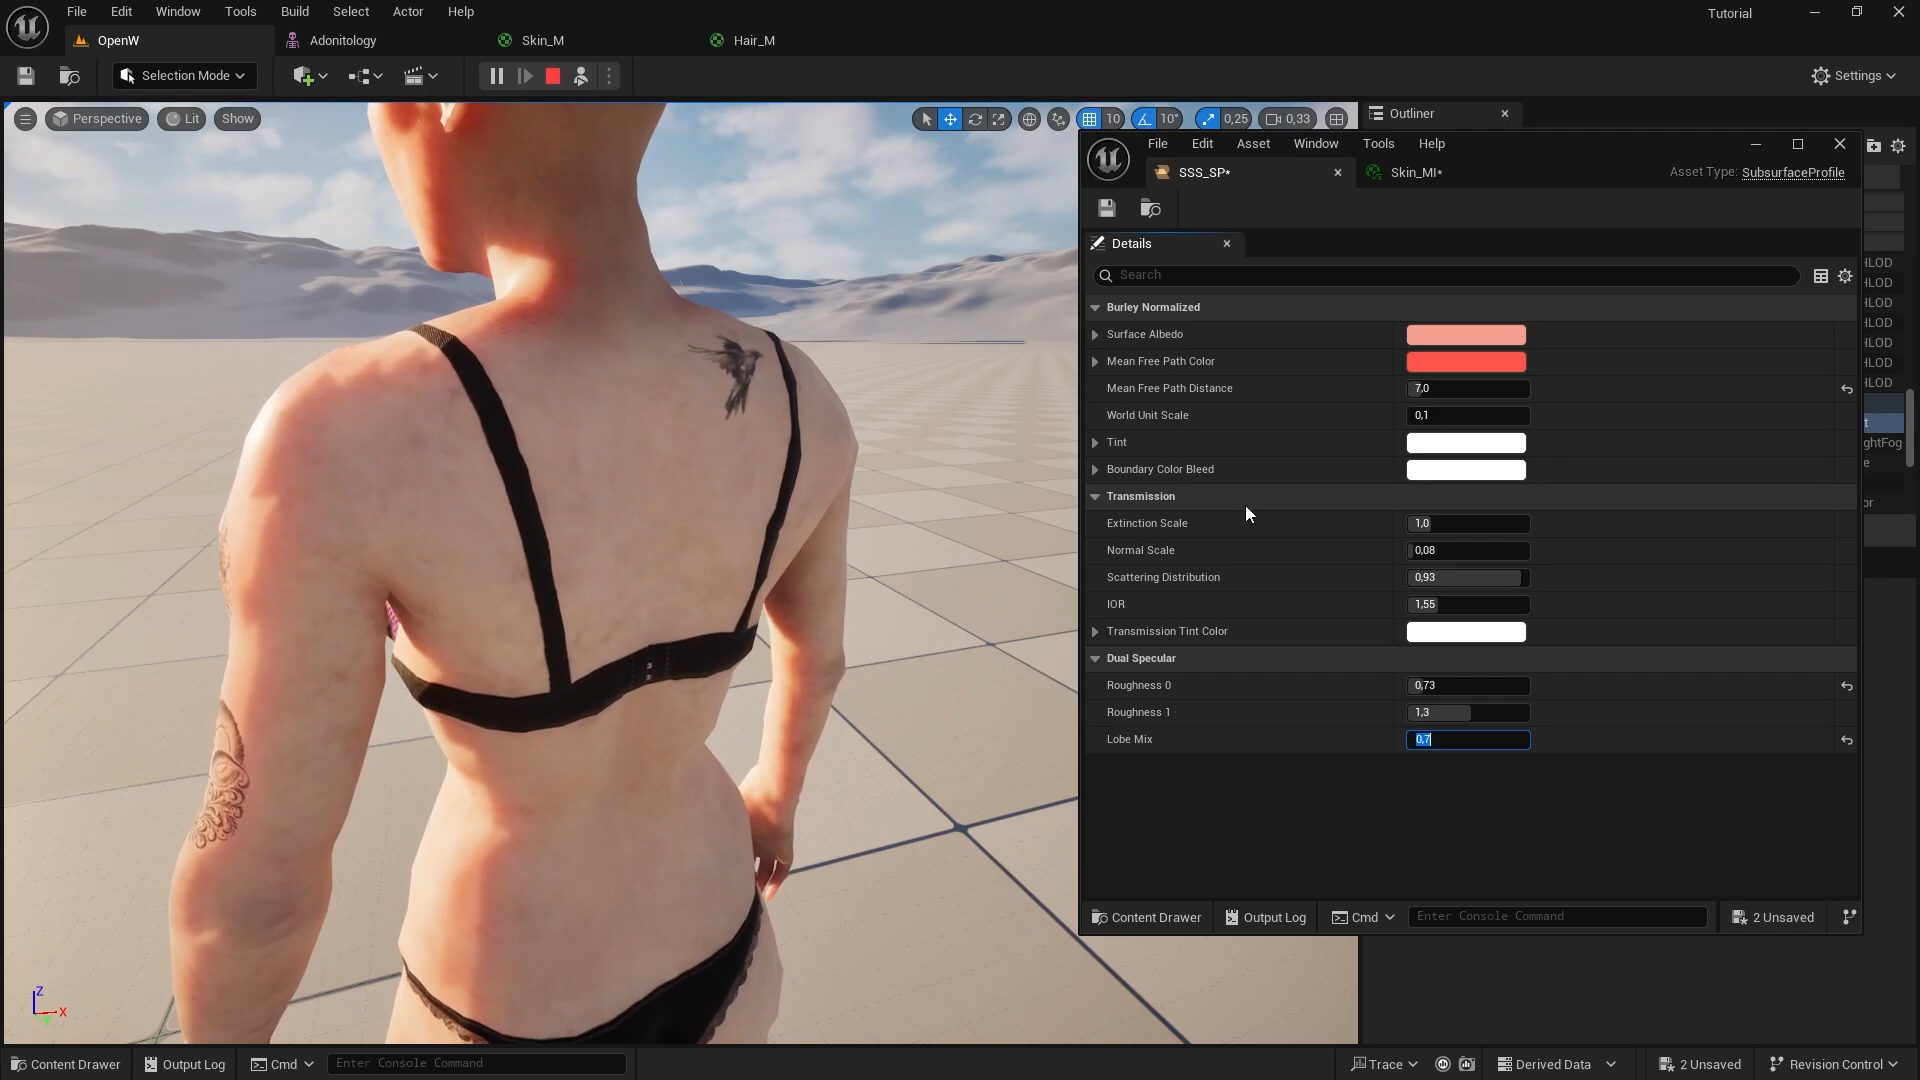 File Edit Window Tools Build Select Actor Help
Tutorial
OpenW Adonitology Skin_M Hair_M
Selection Mode
Settings
Perspective Lit Show
10 10° 0,25 0,33
Outliner
File Edit Asset Window Tools Help
SSS_SP* Skin_MI*
Asset Type: SubsurfaceProfile
Details
Search
Burley Normalized
Surface Albedo
Mean Free Path Color
Mean Free Path Distance 7,0
World Unit Scale 0,1
Tint
Boundary Color Bleed
Transmission
Extinction Scale 1,0
Normal Scale 0,08
Scattering Distribution 0,93
IOR 1,55
Transmission Tint Color
Dual Specular
Roughness 0 0,73
Roughness 1 1,3
Lobe Mix 0,7
HLOD
HLOD
HLOD
HLOD
HLOD
HLOD
HLOD
t
ghtFog
e
or
Content Drawer Output Log Cmd Enter Console Command 2 Unsaved
Z
X
Content Drawer Output Log Cmd Enter Console Command Trace Derived Data 2 Unsaved Revision Control